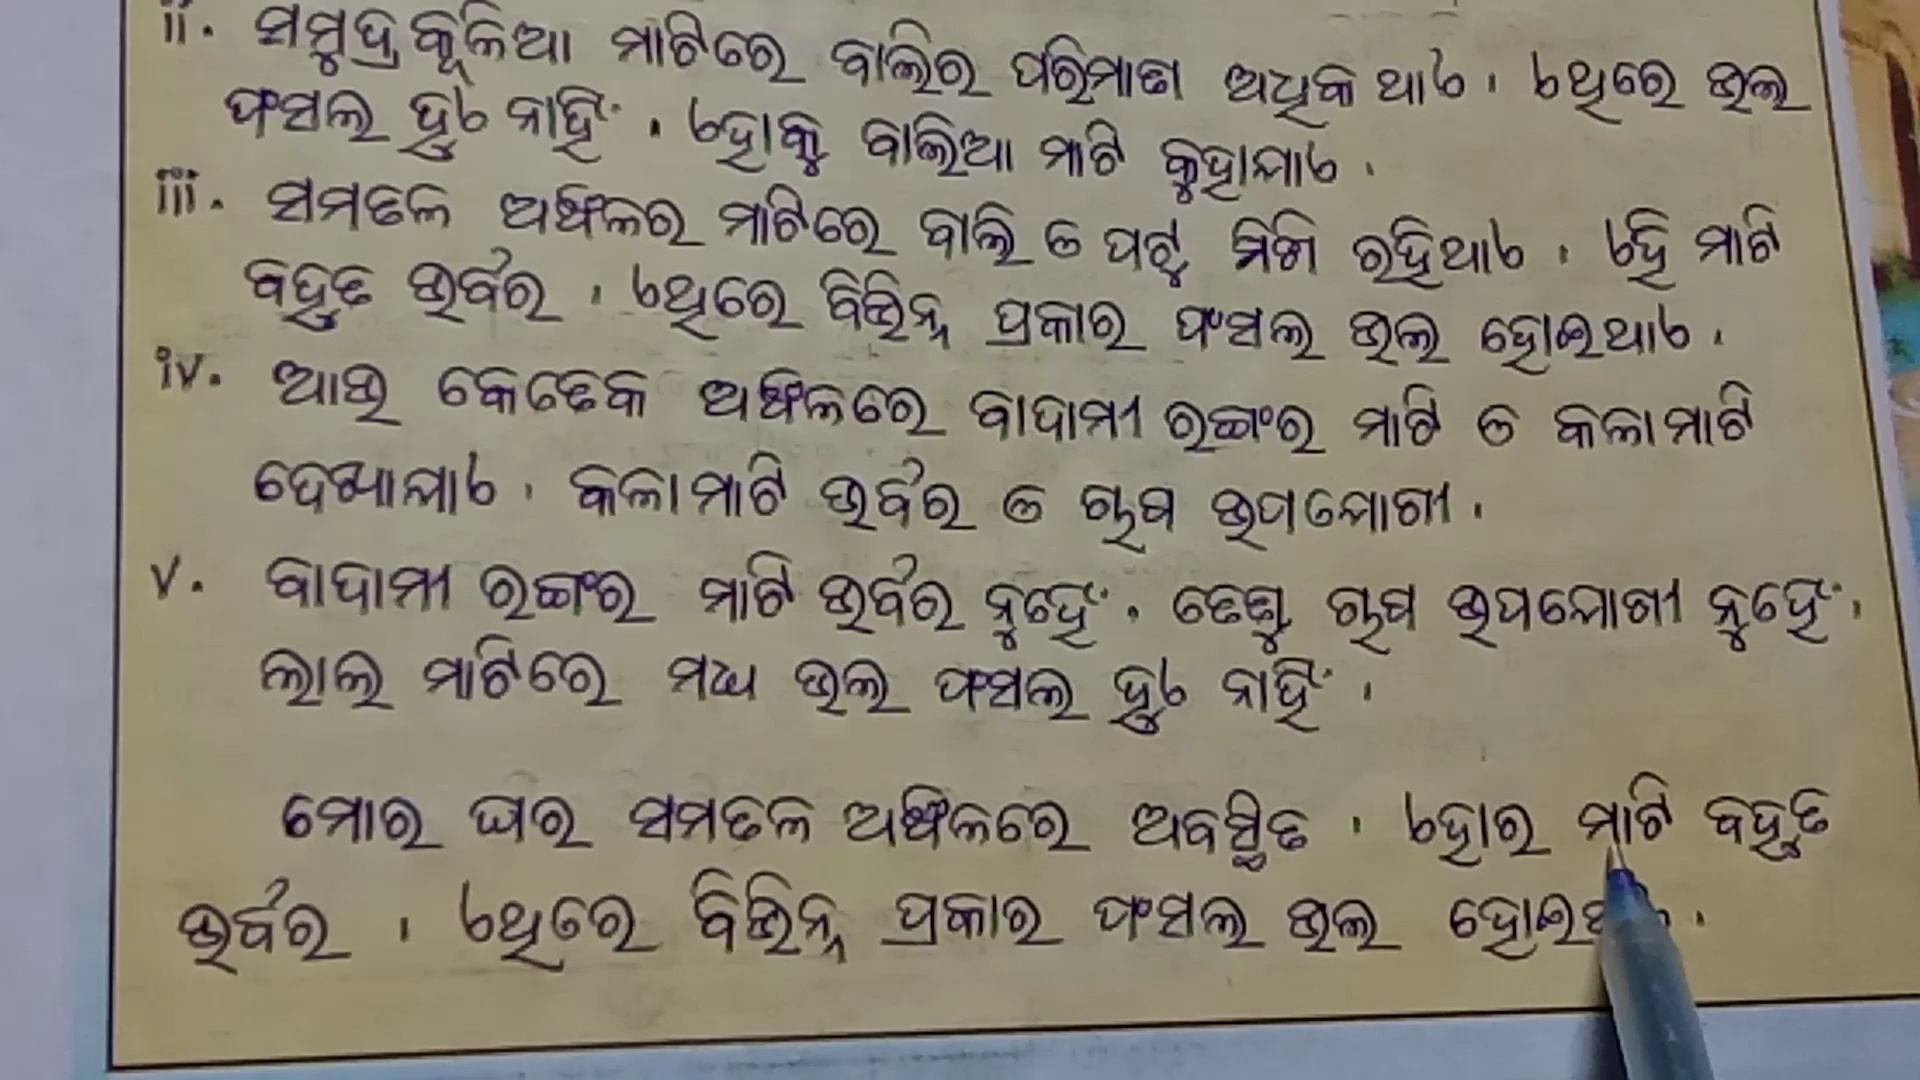 ii. ସମୁଦ୍ରକୂଳିଆ ମାଟିରେ ବାଲିର ପରିମାଣ ଅଧିକ ଥାଏ । ଏଥିରେ ଭଲ
ଫସଲ ହୁଏ ନାହିଁ । ଏହାକୁ ବାଲିଆ ମାଟି କୁହାଯାଏ ।
iii. ସମତଳ ଅଞ୍ଚଳର ମାଟିରେ ବାଲି ଓ ପଟୁ ମିଶି ରହିଥାଏ । ଏହି ମାଟି
ବହୁତ ଉର୍ବର । ଏଥିରେ ବିଭିନ୍ନ ପ୍ରକାର ଫସଲ ଭଲ ହୋଇଥାଏ ।
iv. ଆଉ କେତେକ ଅଞ୍ଚଳରେ ବାଦାମୀ ରଙ୍ଗର ମାଟି ଓ କଳାମାଟି
ଦେଖାଯାଏ । କଳାମାଟି ଉର୍ବର ଓ ଚାଷ ଉପଯୋଗୀ ।
v. ବାଦାମୀ ରଙ୍ଗର ମାଟି ଉର୍ବର ନୁହେଁ । ତେଣୁ ଚାଷ ଉପଯୋଗୀ ନୁହେଁ ।
ଲାଲ ମାଟିରେ ମଧ୍ୟ ଭଲ ଫସଲ ହୁଏ ନାହିଁ ।
ମୋର ଘର ସମତଳ ଅଞ୍ଚଳରେ ଅବସ୍ଥିତ । ଏହାର ମାଟି ବହୁତ
ଉର୍ବର । ଏଥିରେ ବିଭିନ୍ନ ପ୍ରକାର ଫସଲ ଭଲ